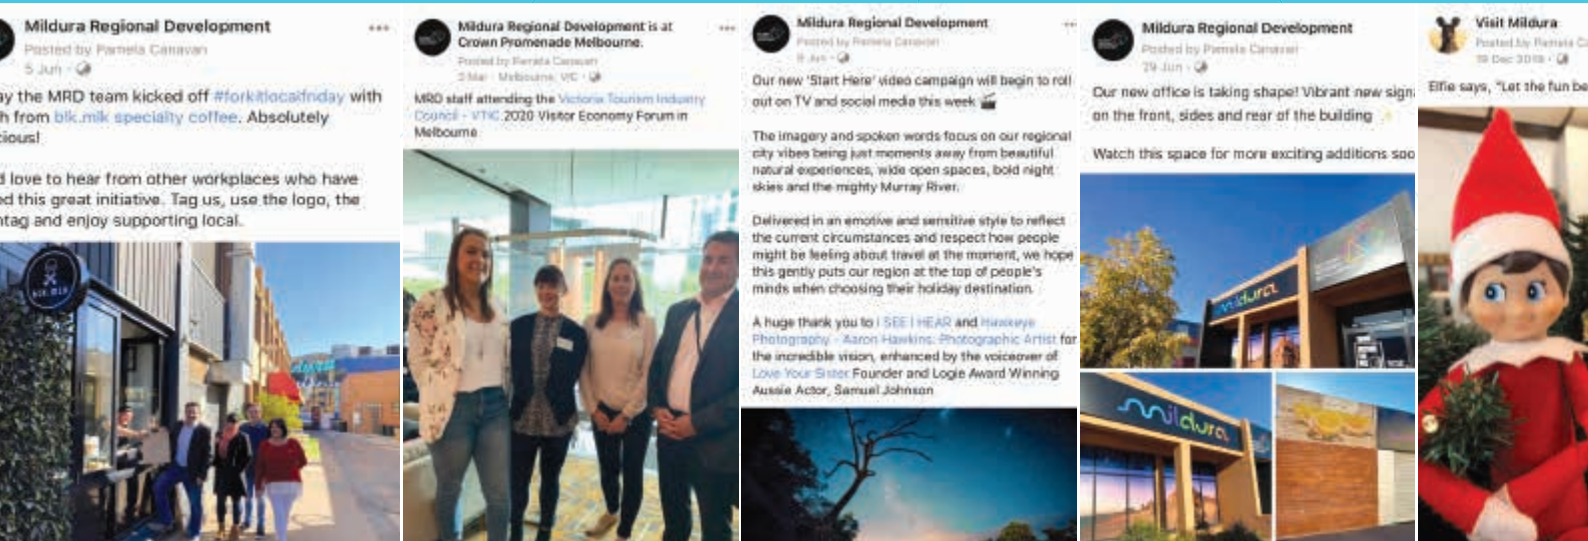 Mildura Regional Development
Posted by Pamela Canavan
5 Jun
ay the MRD team kicked off #forkitlocalfriday with
h from blk.mlk specialty coffee. Absolutely
cious!
d love to hear from other workplaces who have
ed this great initiative. Tag us, use the logo, the
htag and enjoy supporting local.
blk.mlk
Mildura Regional Development is at
Crown Promenade Melbourne.
Posted by Pamela Canavan
Melbourne, VIC
MRD staff attending the Victoria Tourism Industry
Council - VTIC 2020 Visitor Economy Forum in
Melbourne
Mildura Regional Development
Posted by Pamela Canavan
Jun
Our new 'Start Here' video campaign will begin to roll
out on TV and social media this week
The imagery and spoken words focus on our regional
city vibes being just moments away from beautiful
natural experiences, wide open spaces, bold night
skies and the mighty Murray River.
Delivered in an emotive and sensitive style to reflect
the current circumstances and respect how people
might be feeling about travel at the moment, we hope
this gently puts our region at the top of people's
minds when choosing their holiday destination.
A huge thank you to I SEE I HEAR and Hawkeye
Photography - Aaron Hawkins: Photographic Artist for
the incredible vision, enhanced by the voiceover of
Love Your Sister Founder and Logie Award Winning
Aussie Actor, Samuel Johnson
Mildura Regional Development
Posted by Pamela Canavan
29 Jun
Our new office is taking shape! Vibrant new sign
on the front, sides and rear of the building
Watch this space for more exciting additions soo
mildura
mildura
Visit Mildura
Posted by Pamela C
19 Dec 2019
Elfie says, "Let the fun be